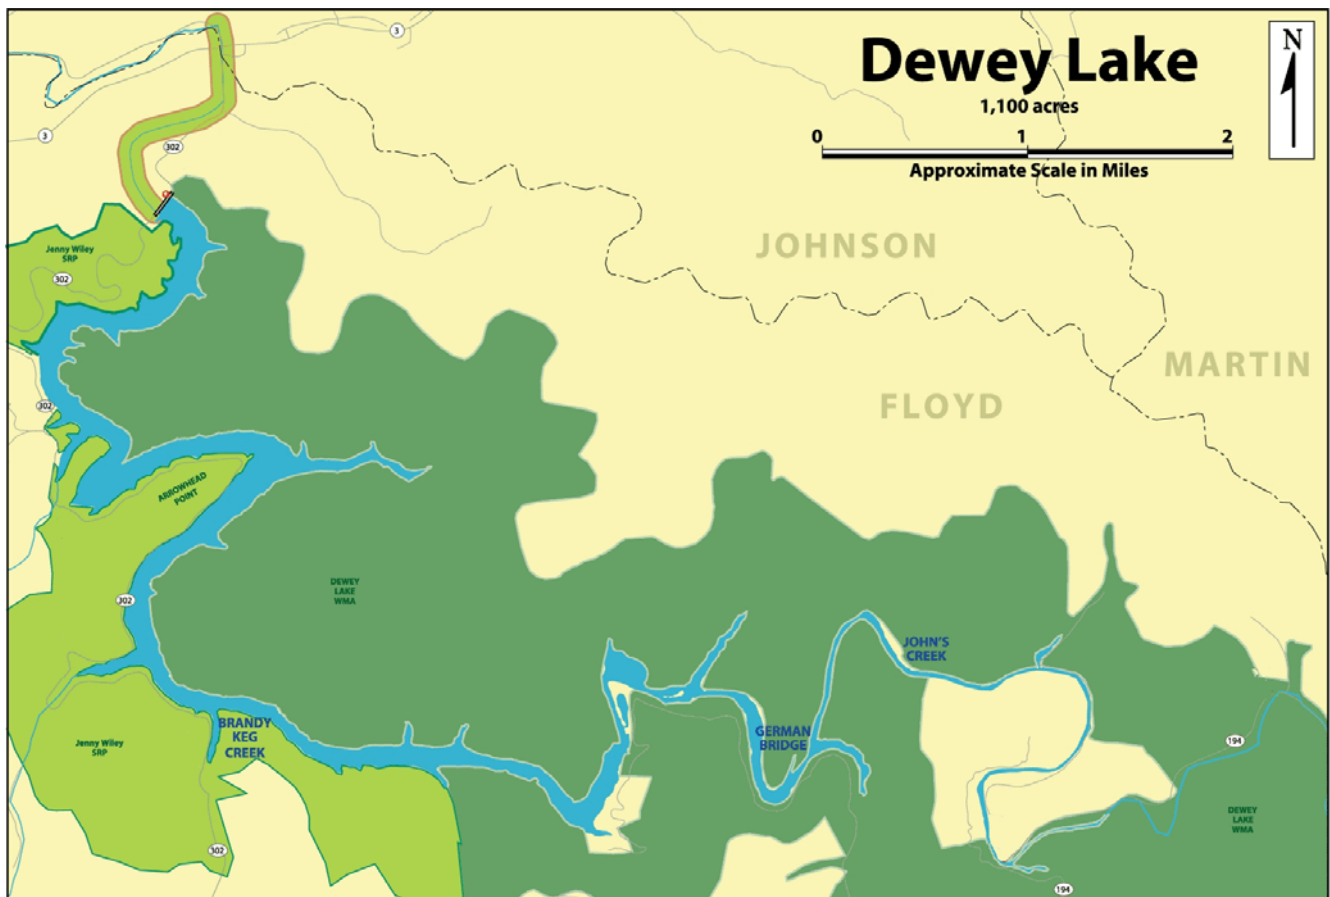 3
N
Dewey Lake
1,100 acres
0 1 2
Approximate Scale in Miles
3
302
JOHNSON
Jenny Wiley
SRP
302
MARTIN
302
FLOYD
ARROWHEAD
POINT
DEWEY
LAKE
WMA
302
JOHN'S
CREEK
BRANDY
KEG
CREEK
GERMAN
BRIDGE
Jenny Wiley
SRP
194
DEWEY
LAKE
WMA
302
194